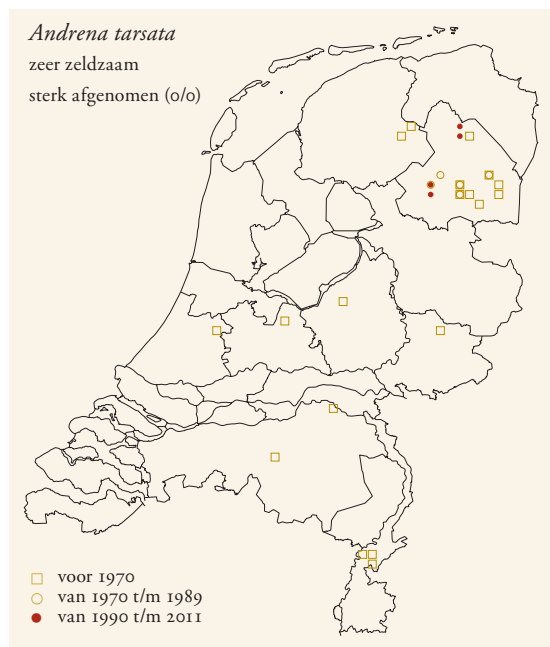 Andrena tarsata
zeer zeldzaam
sterk afgenomen (0/0)
voor 1970
van 1970 t/m 1989
van 1990 t/m 2011